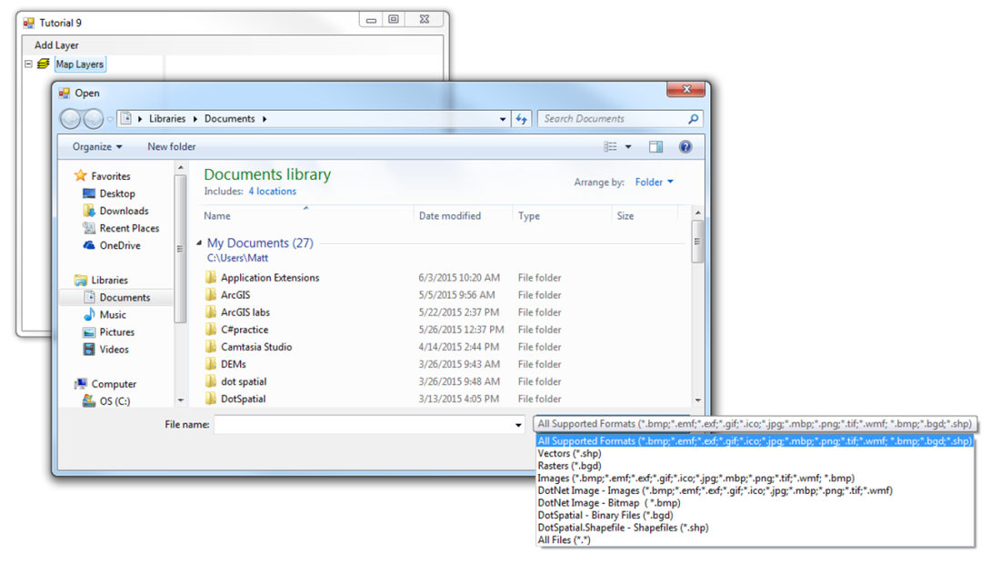 Tutorial 9
Add Layer
Map Layers
Open
Libraries Documents
Search Documents
Organize New folder
Favorites
Desktop
Downloads
Recent Places
OneDrive
Libraries
Documents
Music
Pictures
Videos
Computer
OS (C:)
Documents library
Includes: 4 locations
Arrange by: Folder
Name Date modified Type Size
My Documents (27)
C:\Users\Matt
Application Extensions 6/3/2015 10:20 AM File folder
ArcGIS 5/5/2015 9:56 AM File folder
ArcGIS labs 5/22/2015 2:37 PM File folder
C#practice 5/26/2015 12:37 PM File folder
Camtasia Studio 4/14/2015 2:44 PM File folder
DEMs 3/26/2015 9:43 AM File folder
dot spatial 3/26/2015 9:48 AM File folder
DotSpatial 3/13/2015 4:05 PM File folder
File name:
All Supported Formats (*.bmp;*.emf;*.exf;*.gif;*.ico;*.jpg;*.mbp;*.png;*.tif;*.wmf; *.bmp;*.bgd;*.shp)
All Supported Formats (*.bmp;*.emf;*.exf;*.gif;*.ico;*.jpg;*.mbp;*.png;*.tif;*.wmf; *.bmp;*.bgd;*.shp)
Vectors (*.shp)
Rasters (*.bgd)
Images (*.bmp;*.emf;*.exf;*.gif;*.ico;*.jpg;*.mbp;*.png;*.tif;*.wmf; *.bmp)
DotNet Image - Images (*.bmp;*.emf;*.exf;*.gif;*.ico;*.jpg;*.mbp;*.png;*.tif;*.wmf)
DotNet Image - Bitmap ( *.bmp)
DotSpatial - Binary Files (*.bgd)
DotSpatial.Shapefile - Shapefiles (*.shp)
All Files (*.*)